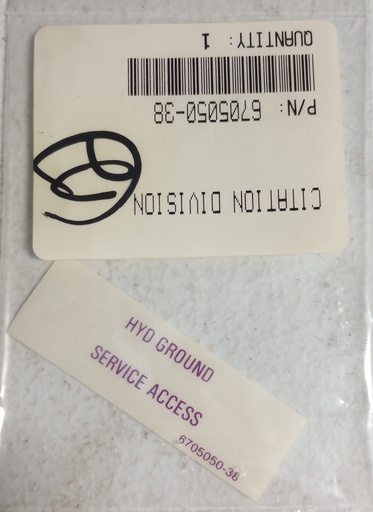 CITATION DIVISION
P/N: 6705050-38
QUANTITY: 1
HYD GROUND
SERVICE ACCESS
6705050-38